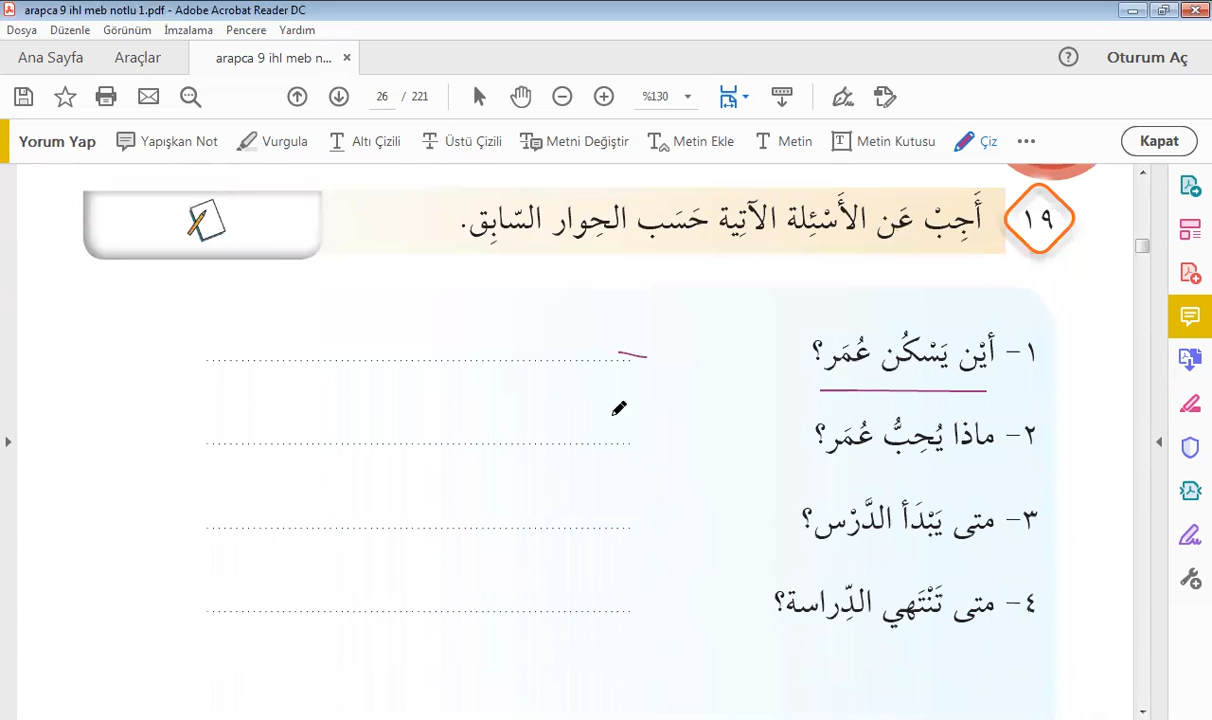 arapca 9 ihl meb notlu 1.pdf - Adobe Acrobat Reader DC
Dosya Düzenle Görünüm İmzalama Pencere Yardım
Ana Sayfa Araçlar arapca 9 ihl meb n... × Oturum Aç
26 / 221 %130
Yorum Yap Yapışkan Not Vurgula Altı Çizili Üstü Çizili Metni Değiştir Metin Ekle Metin Metin Kutusu Çiz Kapat
١٩ أَجِبْ عَن الأَسْئِلة الآتِية حَسَب الحِوار السّابِق.
١- أيْن يَسْكُن عُمَر؟
٢- ماذا يُحِبُّ عُمَر؟
٣- متى يَبْدَأ الدَّرْس؟
٤- متى تَنْتَهي الدِّراسة؟